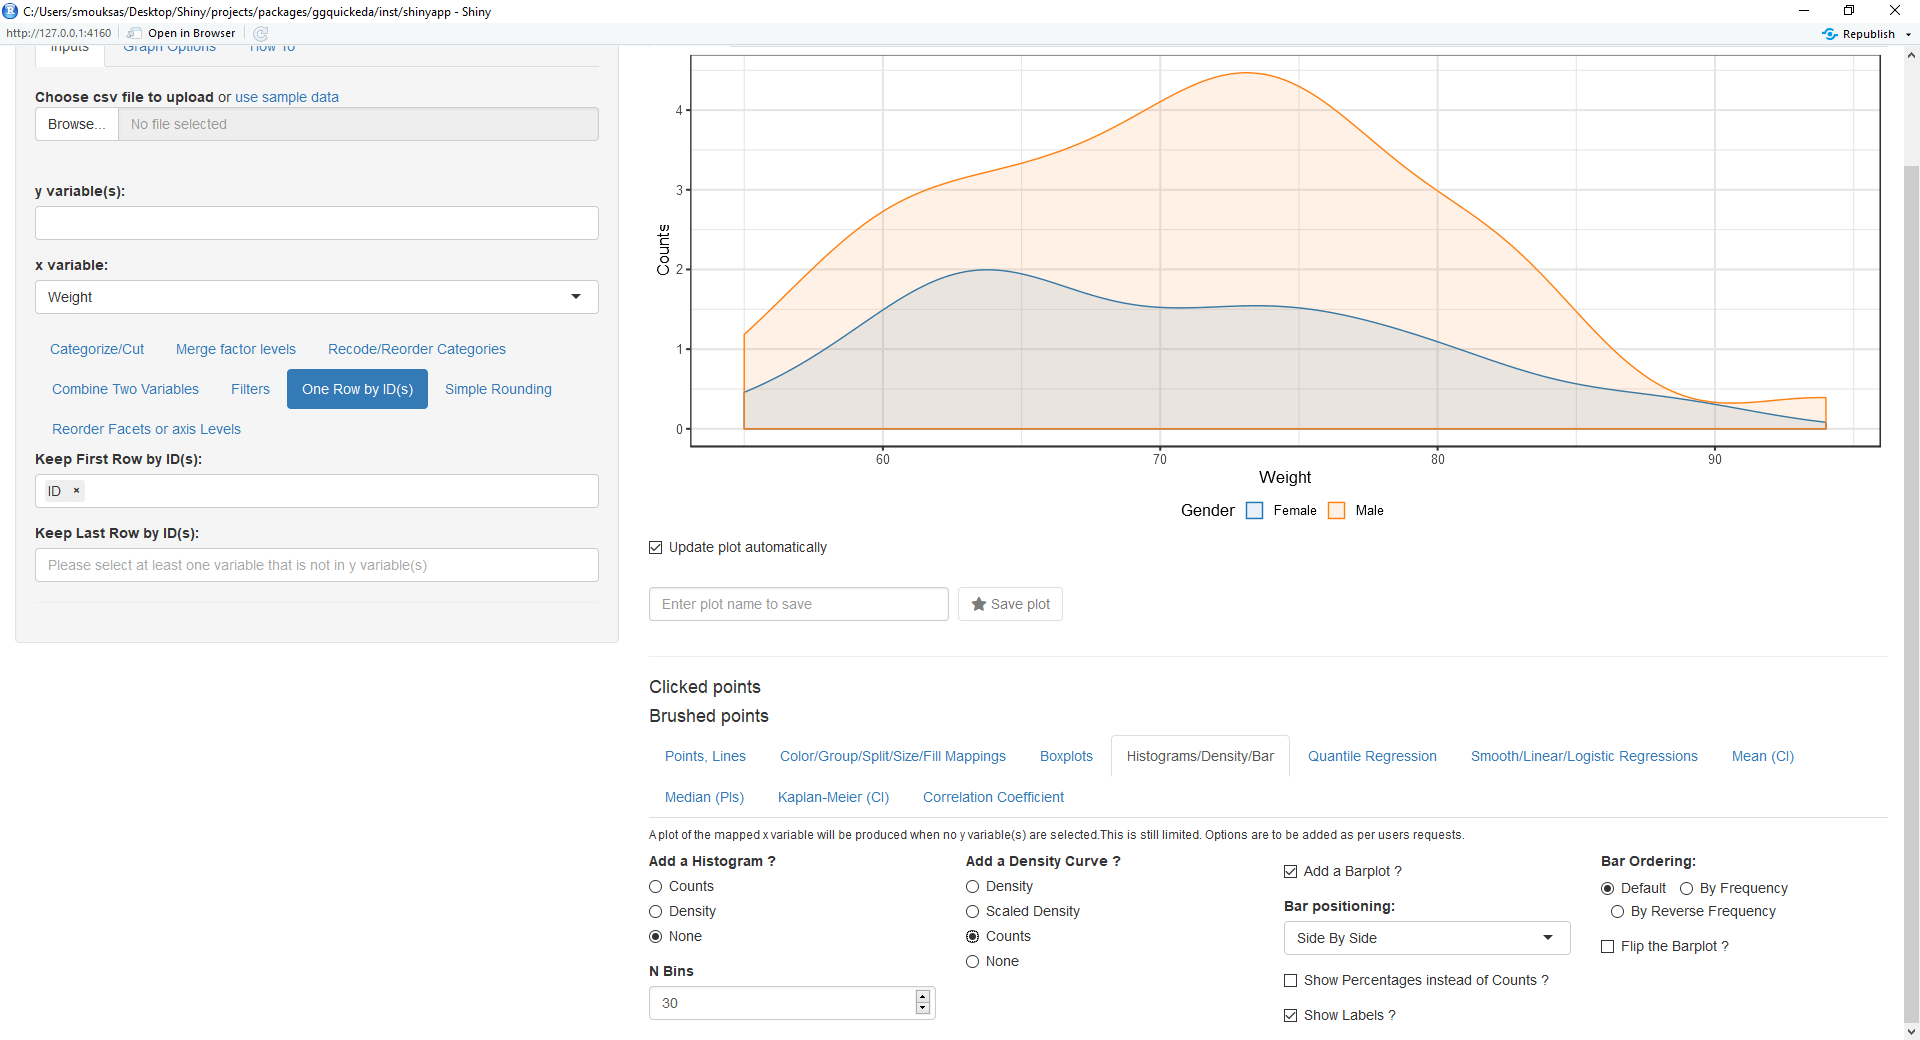 C:/Users/smouksas/Desktop/Shiny/projects/packages/ggquickeda/inst/shinyapp - Shiny
http://127.0.0.1:4160 Open in Browser Republish
Inputs Graph Options How To
Choose csv file to upload or use sample data
Browse... No file selected
y variable(s):
x variable:
Weight
Categorize/Cut Merge factor levels Recode/Reorder Categories
Combine Two Variables Filters One Row by ID(s) Simple Rounding
Reorder Facets or axis Levels
Keep First Row by ID(s):
ID ×
Keep Last Row by ID(s):
Please select at least one variable that is not in y variable(s)
4
3
2
1
0
Counts
60 70 80 90
Weight
Gender Female Male
Update plot automatically
Enter plot name to save Save plot
Clicked points
Brushed points
Points, Lines Color/Group/Split/Size/Fill Mappings Boxplots Histograms/Density/Bar Quantile Regression Smooth/Linear/Logistic Regressions Mean (CI)
Median (PIs) Kaplan-Meier (CI) Correlation Coefficient
A plot of the mapped x variable will be produced when no y variable(s) are selected.This is still limited. Options are to be added as per users requests.
Add a Histogram ?
Counts
Density
None
N Bins
30
Add a Density Curve ?
Density
Scaled Density
Counts
None
Add a Barplot ?
Bar positioning:
Side By Side
Show Percentages instead of Counts ?
Show Labels ?
Bar Ordering:
Default By Frequency
By Reverse Frequency
Flip the Barplot ?